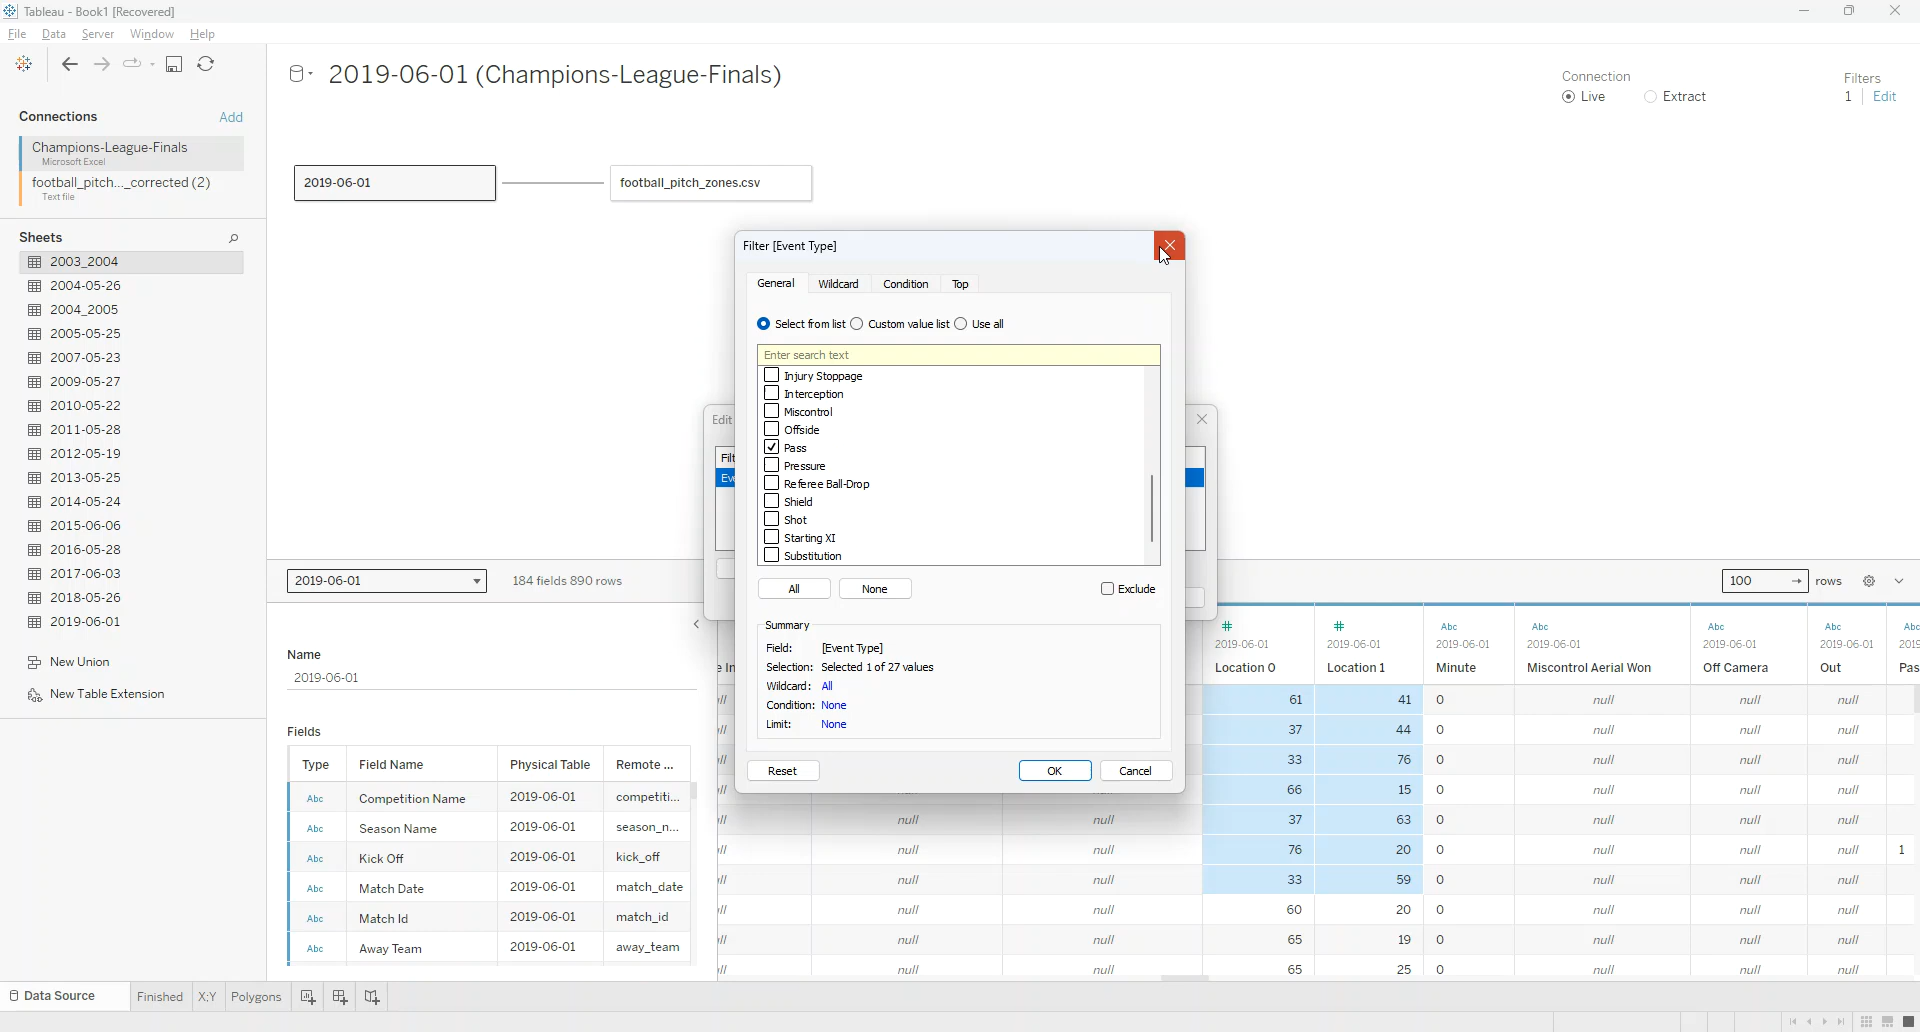 Tableau - Book1 [Recovered]
File Data Server Window Help
2019-06-01 (Champions-League-Finals)
Connection
Live Extract
Filters
1 Edit
Connections Add
Champions-League-Finals
Microsoft Excel
football_pitch..._corrected (2)
Text file
Sheets
2003_2004
2004-05-26
2004_2005
2005-05-25
2007-05-23
2009-05-27
2010-05-22
2011-05-28
2012-05-19
2013-05-25
2014-05-24
2015-06-06
2016-05-28
2017-06-03
2018-05-26
2019-06-01
New Union
New Table Extension
2019-06-01
football_pitch_zones.csv
Edit
Filt
Eve
Filter [Event Type]
General Wildcard Condition Top
Select from list Custom value list Use all
Enter search text
Injury Stoppage
Interception
Miscontrol
Offside
Pass
Pressure
Referee Ball-Drop
Shield
Shot
Starting XI
Substitution
All None Exclude
Summary
Field: [Event Type]
Selection: Selected 1 of 27 values
Wildcard: All
Condition: None
Limit: None
Reset OK Cancel
2019-06-01 184 fields 890 rows 100 rows
Name
2019-06-01
Fields
Type Field Name Physical Table Remote ...
Abc Competition Name 2019-06-01 competiti...
Abc Season Name 2019-06-01 season_n...
Abc Kick Off 2019-06-01 kick_off
Abc Match Date 2019-06-01 match_date
Abc Match Id 2019-06-01 match_id
Abc Away Team 2019-06-01 away_team
# # Abc Abc Abc Abc Abc
2019-06-01 2019-06-01 2019-06-01 2019-06-01 2019-06-01 2019-06-01 2019-
Location 0 Location 1 Minute Miscontrol Aerial Won Off Camera Out Pas
61 41 0 null null null
37 44 0 null null null
33 76 0 null null null
66 15 0 null null null
null null 37 63 0 null null null
null null 76 20 0 null null null 1
null null 33 59 0 null null null
null null 60 20 0 null null null
null null 65 19 0 null null null
null null 65 25 0 null null null
Data Source Finished X:Y Polygons